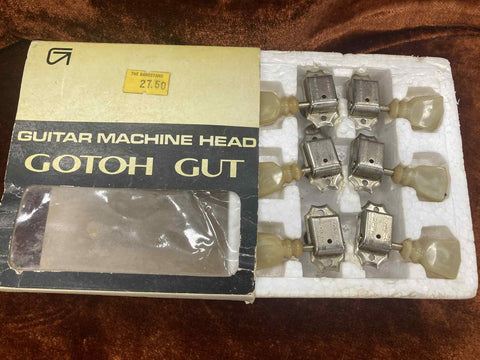 THE BANDSTAND
27.50
GUITAR MACHINE HEAD
GOTOH GUT